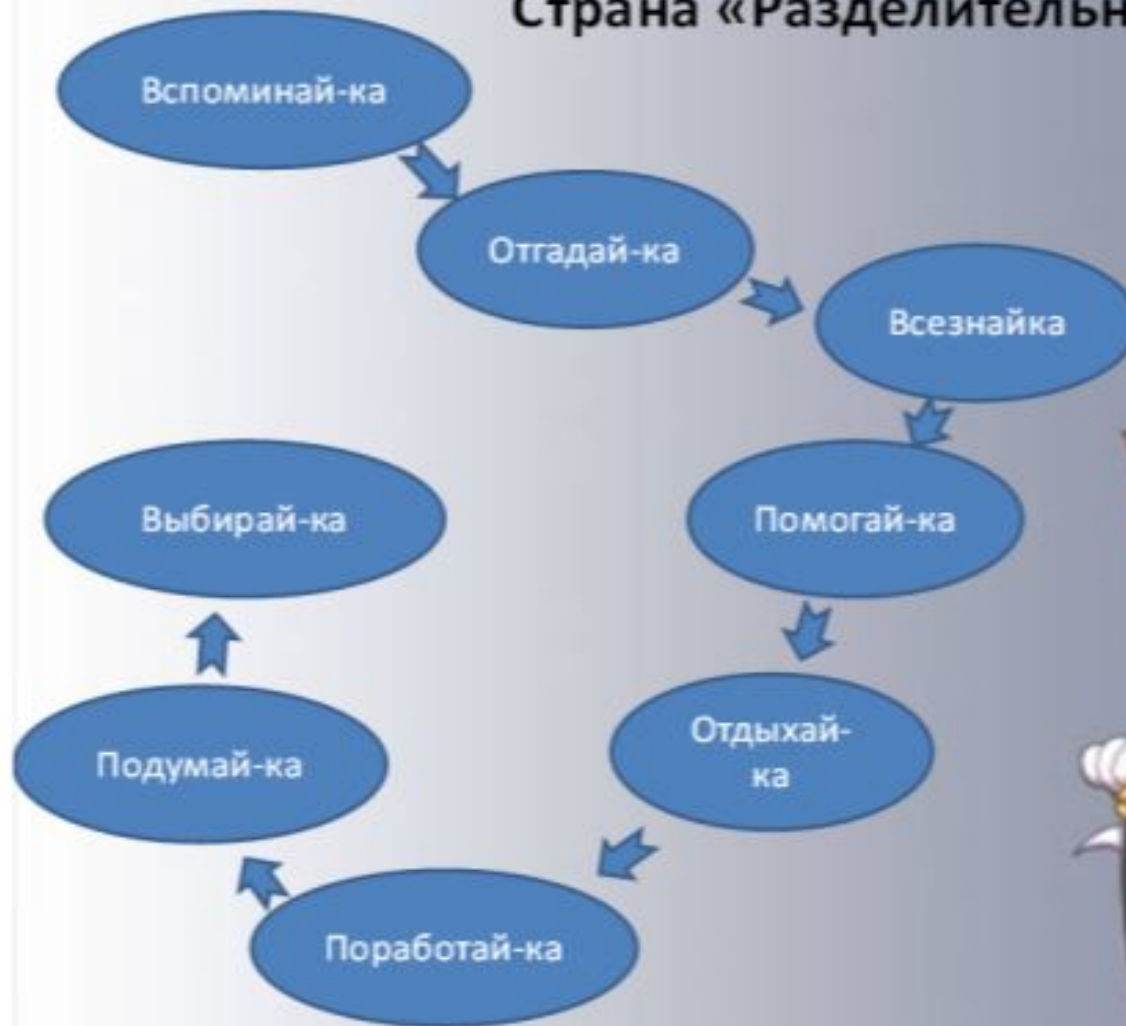 Страна «Разделительн
Вспоминай-ка
Отгадай-ка
Всезнайка
Помогай-ка
Отдыхай-
ка
Поработай-ка
Подумай-ка
Выбирай-ка